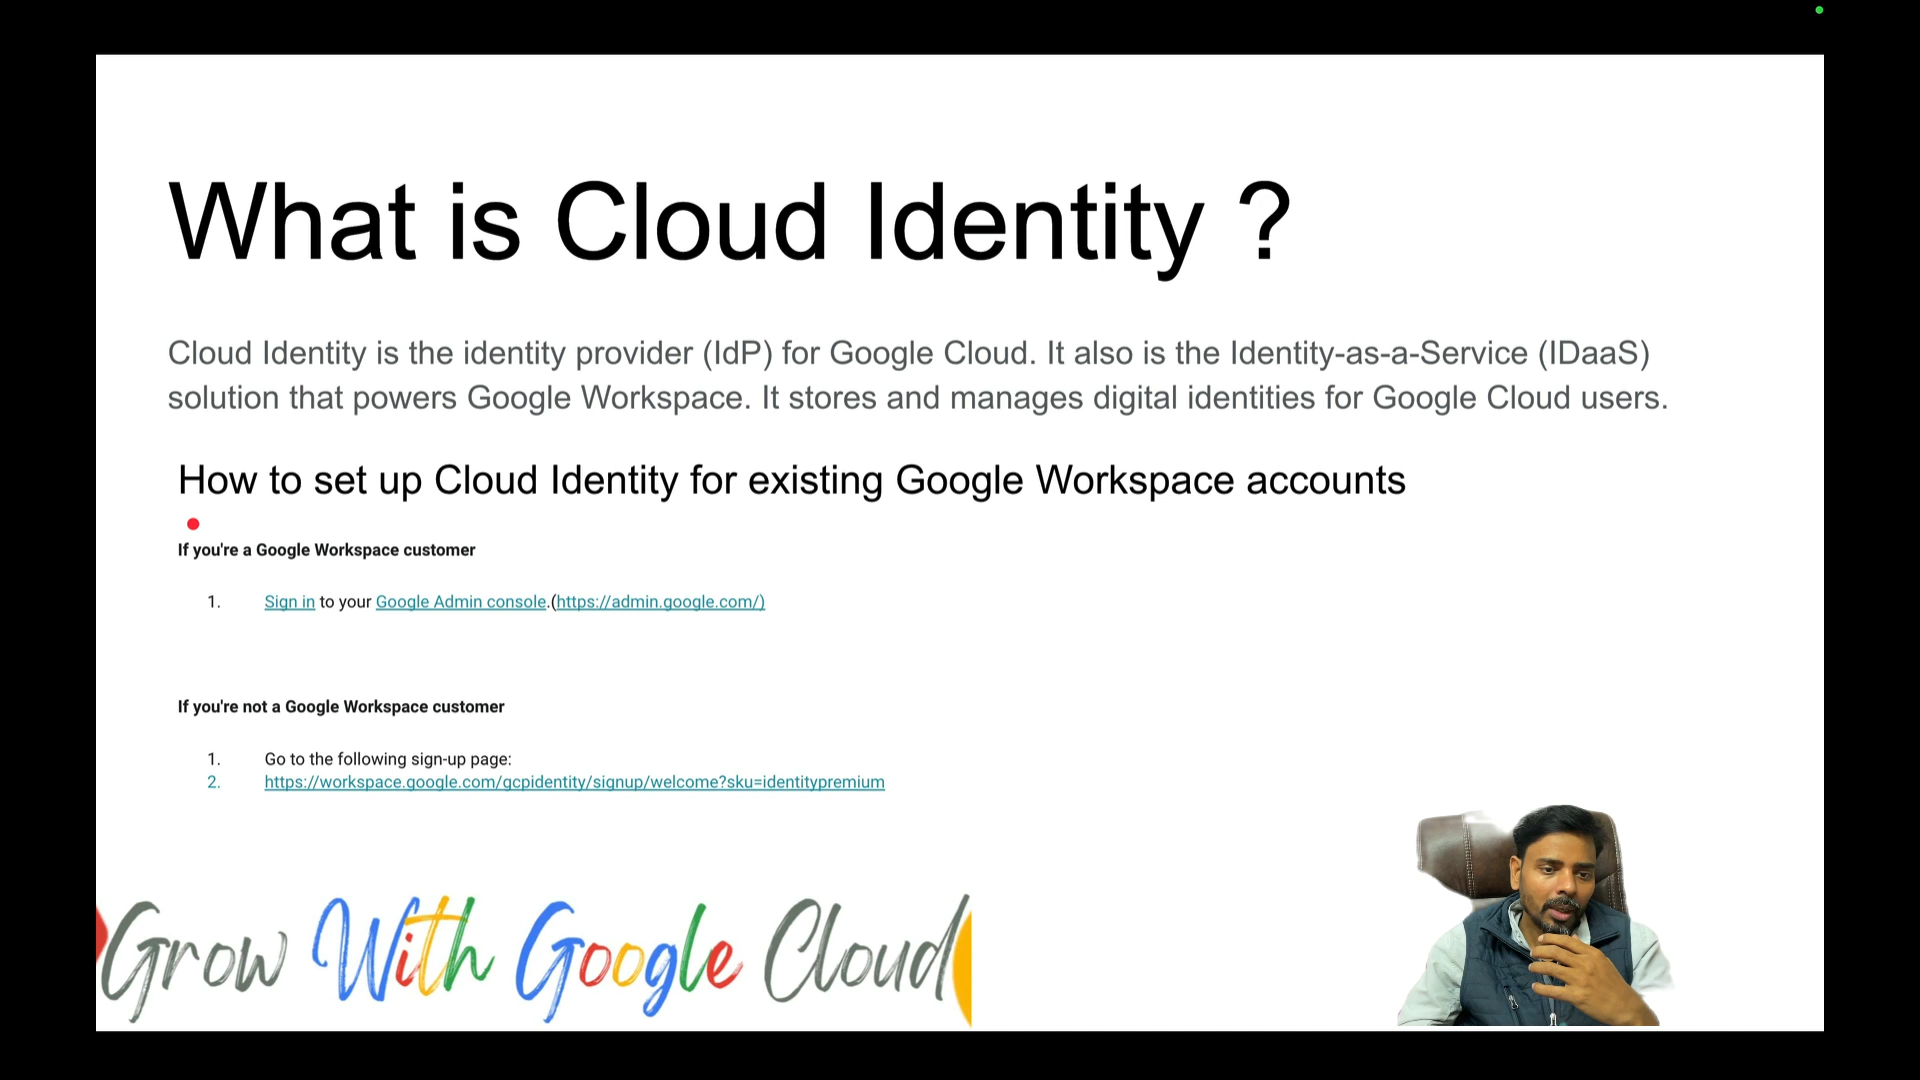 What is Cloud Identity ?
Cloud Identity is the identity provider (IdP) for Google Cloud. It also is the Identity-as-a-Service (IDaaS)
solution that powers Google Workspace. It stores and manages digital identities for Google Cloud users.
How to set up Cloud Identity for existing Google Workspace accounts
If you're a Google Workspace customer
1. Sign in to your Google Admin console.(https://admin.google.com/)
If you're not a Google Workspace customer
1. Go to the following sign-up page:
2. https://workspace.google.com/gcpidentity/signup/welcome?sku=identitypremium
Grow With Google Cloud